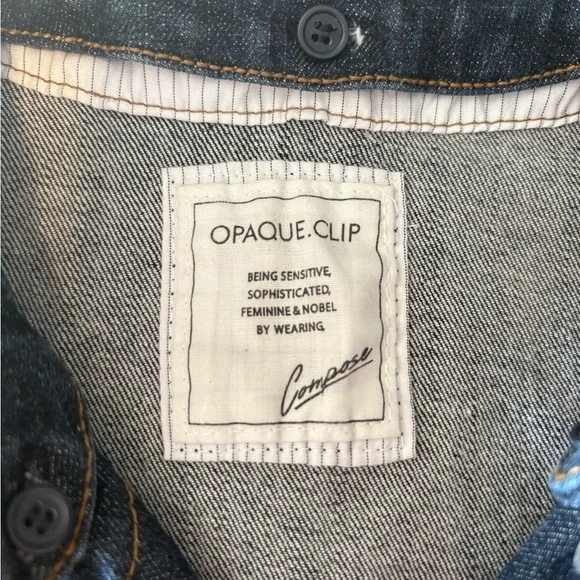 OPAQUE.CLIP
BEING SENSITIVE,
SOPHISTICATED,
FEMININE & NOBEL
BY WEARING.
Compose